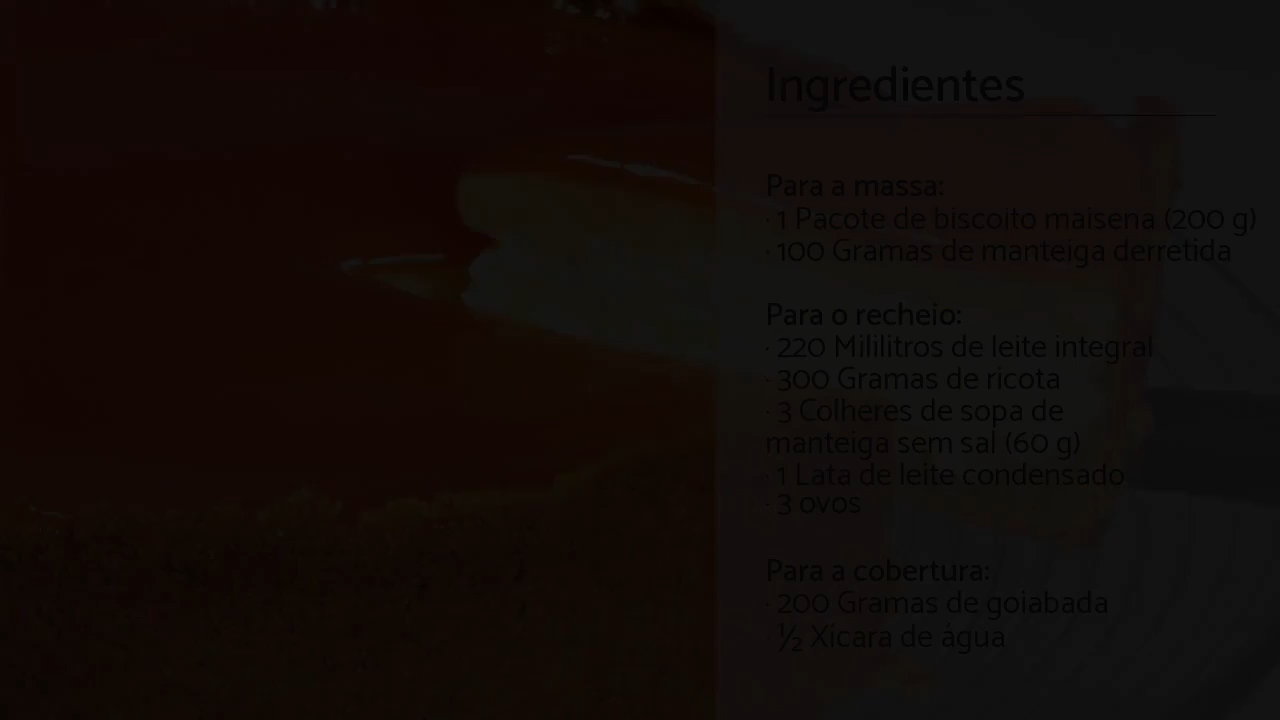 Ingredientes
Para a massa:
· 1 Pacote de biscoito maisena (200 g)
· 100 Gramas de manteiga derretida
Para o recheio:
· 220 Mililitros de leite integral
· 300 Gramas de ricota
· 3 Colheres de sopa de
manteiga sem sal (60 g)
· 1 Lata de leite condensado
· 3 ovos
Para a cobertura:
· 200 Gramas de goiabada
· ½ Xícara de água